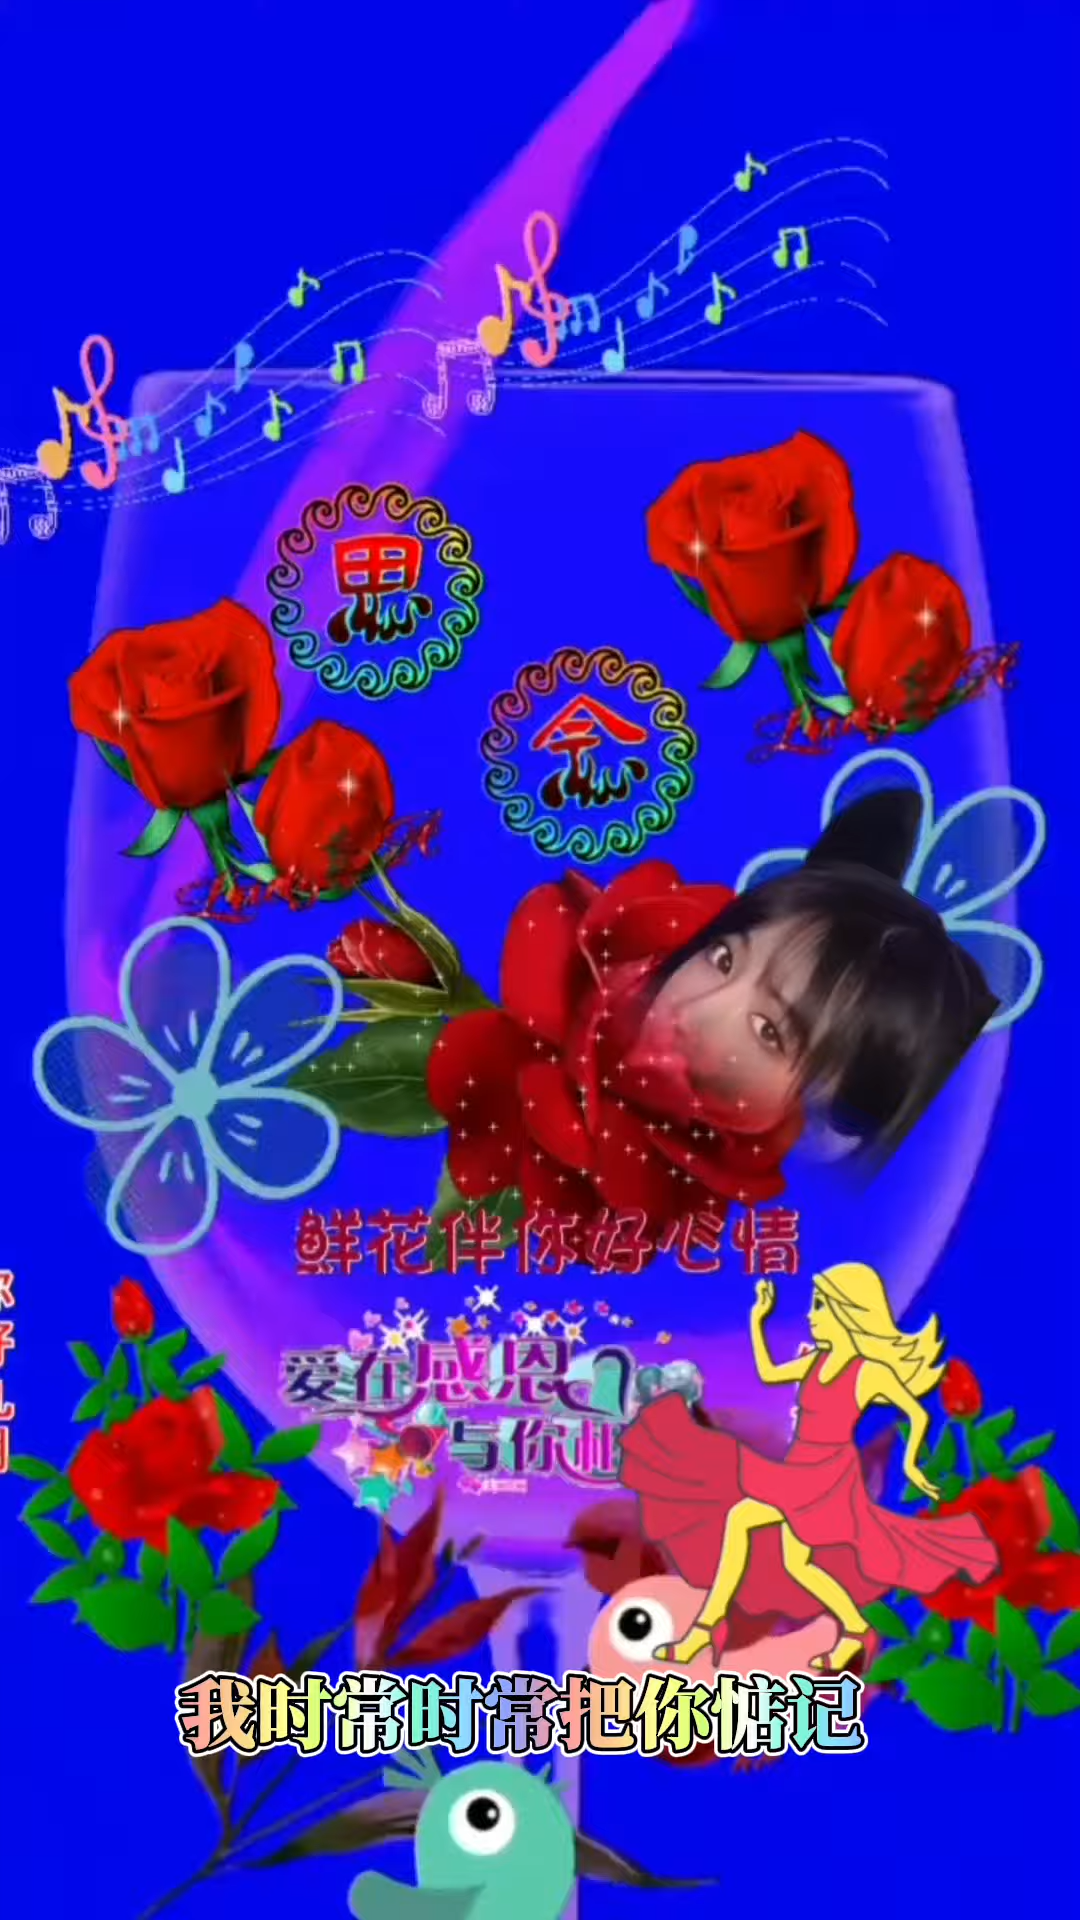 思
念
鲜花伴你好心情
爱在感恩
与你相
我时常时常把你惦记